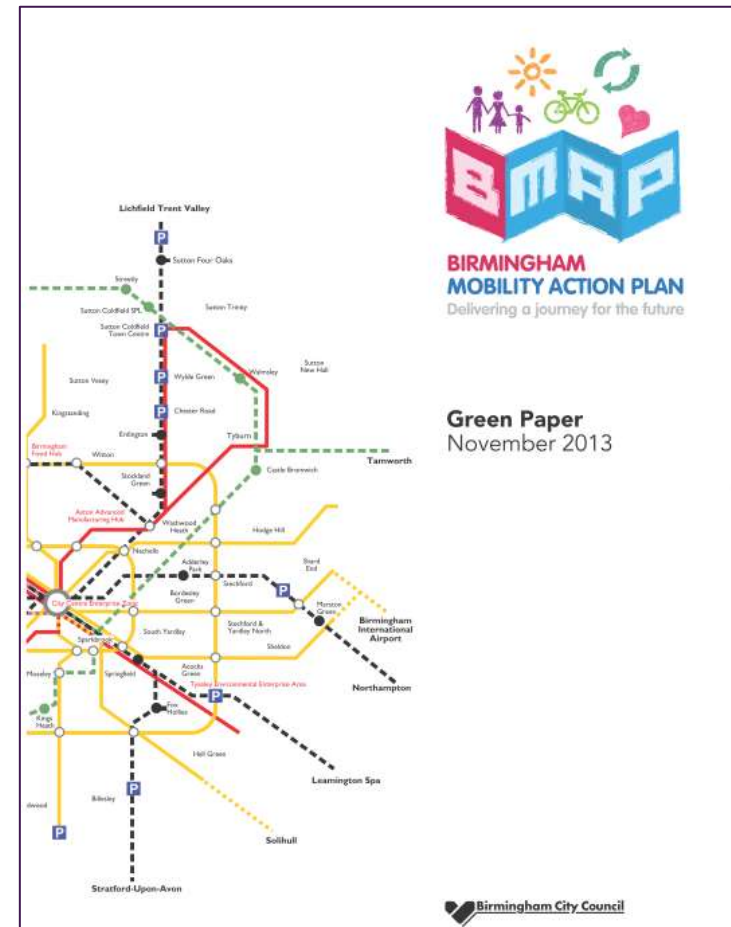 BMAP
BIRMINGHAM
MOBILITY ACTION PLAN
Delivering a journey for the future
Green Paper
November 2013
Lichfield Trent Valley
P
Sutton Four Oaks
Streetly
Sutton Coldfield SPL
Sutton Trinity
Sutton Coldfield
Town Centre
P
Sutton
New Hall
Sutton Vesey
P
Wylde Green
Walmley
Kingstanding
P
Chester Road
Erdington
Tyburn
Birmingham
Food Hub
Witton
Tamworth
Stockland
Green
Castle Bromwich
Aston Advanced
Manufacturing Hub
Washwood
Heath
Hodge Hill
Nechells
Shard
End
Adderley
Park
Stechford
P
Bordesley
Green
Marston
Green
City Centre Enterprise Zone
Birmingham
International
Airport
South Yardley
Stechford &
Yardley North
Sparkbrook
Sheldon
Moseley
Springfield
Acocks
Green
Tyseley Environmental Enterprise Area
Northampton
P
Kings
Heath
Fox
Hollies
Hall Green
Leamington Spa
Billesley
P
dwood
P
Solihull
Stratford-Upon-Avon
Birmingham City Council